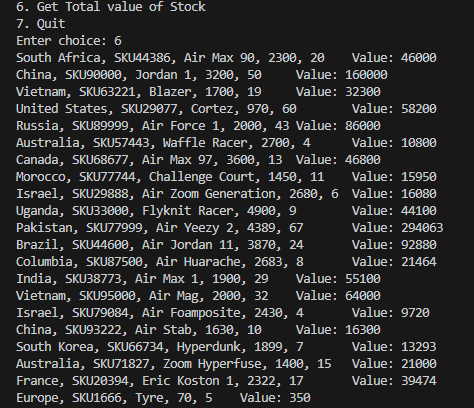 6. Get Total value of Stock
7. Quit
Enter choice: 6
South Africa, SKU44386, Air Max 90, 2300, 20 Value: 46000
China, SKU90000, Jordan 1, 3200, 50 Value: 160000
Vietnam, SKU63221, Blazer, 1700, 19 Value: 32300
United States, SKU29077, Cortez, 970, 60 Value: 58200
Russia, SKU89999, Air Force 1, 2000, 43 Value: 86000
Australia, SKU57443, Waffle Racer, 2700, 4 Value: 10800
Canada, SKU68677, Air Max 97, 3600, 13 Value: 46800
Morocco, SKU77744, Challenge Court, 1450, 11 Value: 15950
Israel, SKU29888, Air Zoom Generation, 2680, 6 Value: 16080
Uganda, SKU33000, Flyknit Racer, 4900, 9 Value: 44100
Pakistan, SKU77999, Air Yeezy 2, 4389, 67 Value: 294063
Brazil, SKU44600, Air Jordan 11, 3870, 24 Value: 92880
Columbia, SKU87500, Air Huarache, 2683, 8 Value: 21464
India, SKU38773, Air Max 1, 1900, 29 Value: 55100
Vietnam, SKU95000, Air Mag, 2000, 32 Value: 64000
Israel, SKU79084, Air Foamposite, 2430, 4 Value: 9720
China, SKU93222, Air Stab, 1630, 10 Value: 16300
South Korea, SKU66734, Hyperdunk, 1899, 7 Value: 13293
Australia, SKU71827, Zoom Hyperfuse, 1400, 15 Value: 21000
France, SKU20394, Eric Koston 1, 2322, 17 Value: 39474
Europe, SKU1666, Tyre, 70, 5 Value: 350